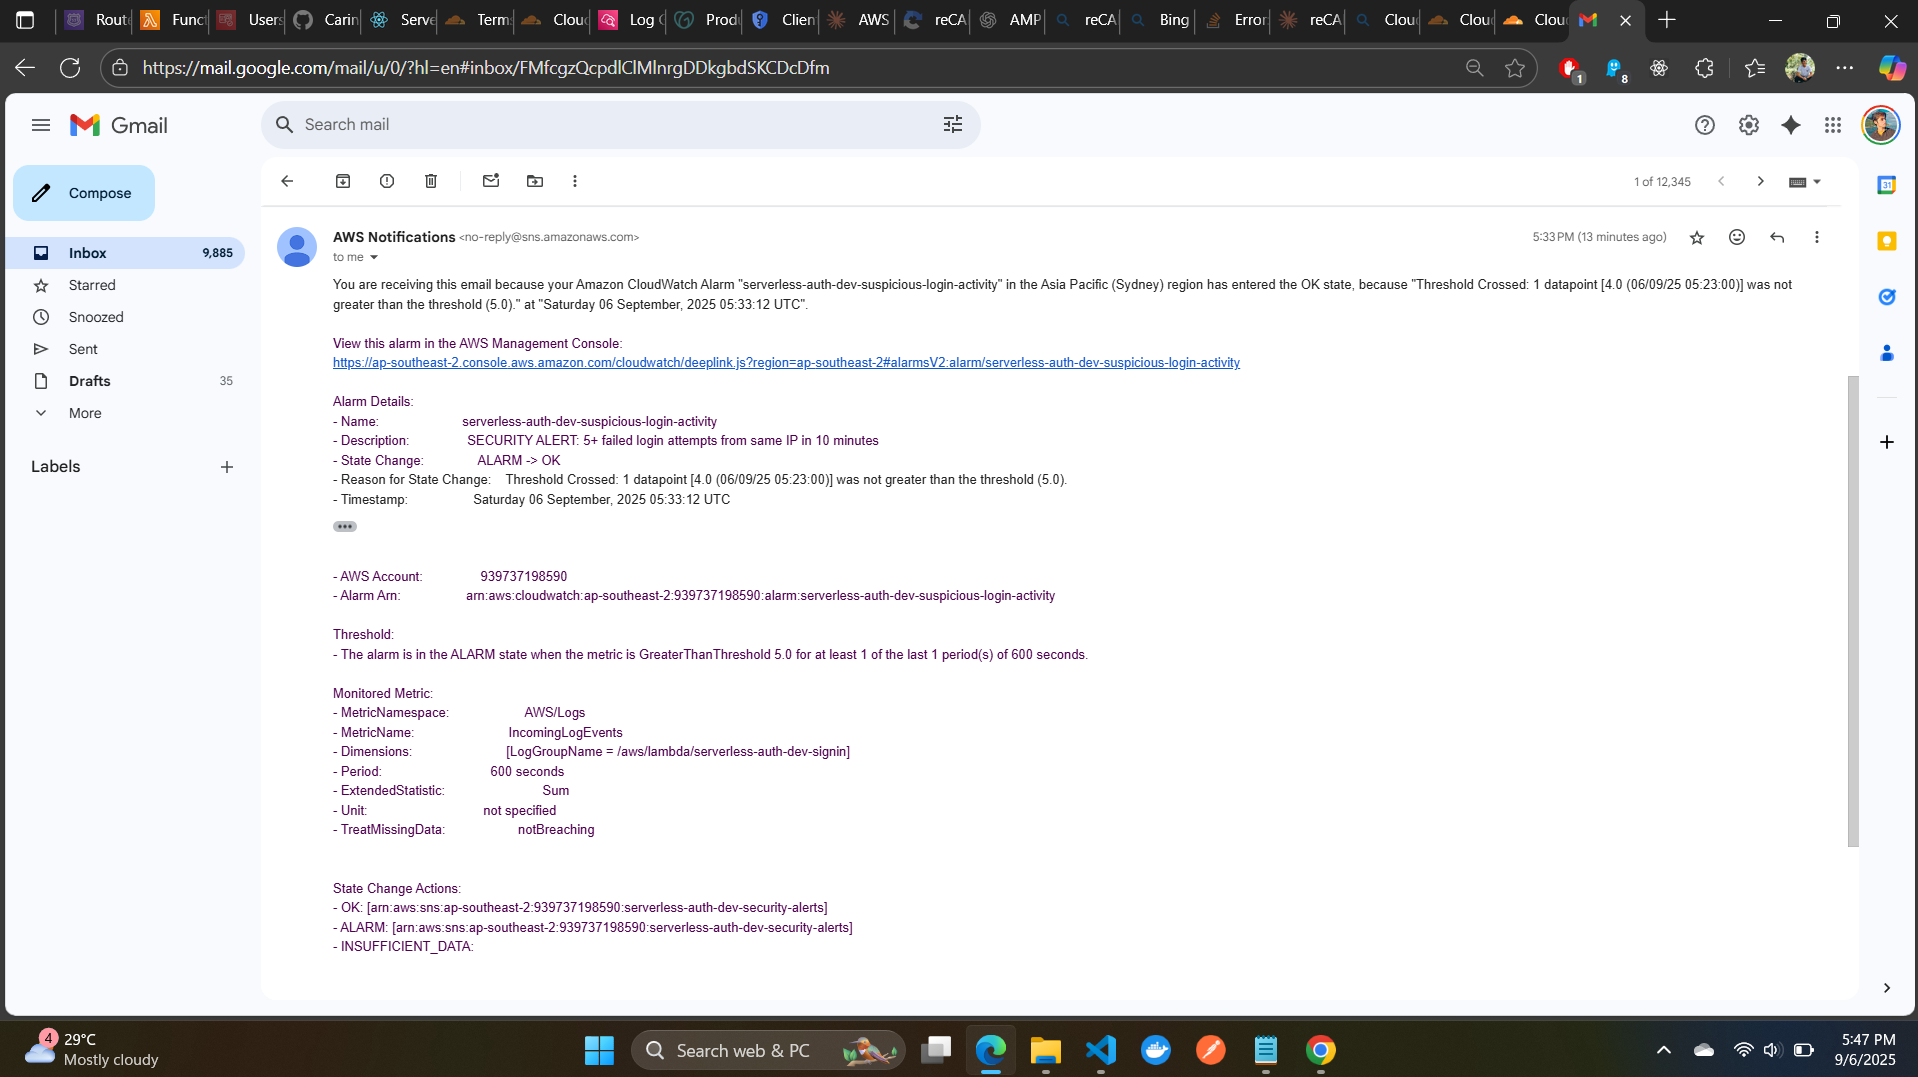 Rout
Funct
Users
Carin
Serve
Term
Clou
Log G
Prod
Clien
AWS
reCA
AMP
reCA
Bing
Error
reCA
Clou
Clou
Clou
https://mail.google.com/mail/u/0/?hl=en#inbox/FMfcgzQcpdlClMlnrgDDkgbdSKCDcDfm
1
8
Gmail
Search mail
Compose
1 of 12,345
31
Inbox 9,885
Starred
Snoozed
Sent
Drafts 35
More
Labels
AWS Notifications <no-reply@sns.amazonaws.com>
5:33 PM (13 minutes ago)
to me
You are receiving this email because your Amazon CloudWatch Alarm "serverless-auth-dev-suspicious-login-activity" in the Asia Pacific (Sydney) region has entered the OK state, because "Threshold Crossed: 1 datapoint [4.0 (06/09/25 05:23:00)] was not
greater than the threshold (5.0)." at "Saturday 06 September, 2025 05:33:12 UTC".
View this alarm in the AWS Management Console:
https://ap-southeast-2.console.aws.amazon.com/cloudwatch/deeplink.js?region=ap-southeast-2#alarmsV2:alarm/serverless-auth-dev-suspicious-login-activity
Alarm Details:
- Name: serverless-auth-dev-suspicious-login-activity
- Description: SECURITY ALERT: 5+ failed login attempts from same IP in 10 minutes
- State Change: ALARM -> OK
- Reason for State Change: Threshold Crossed: 1 datapoint [4.0 (06/09/25 05:23:00)] was not greater than the threshold (5.0).
- Timestamp: Saturday 06 September, 2025 05:33:12 UTC
- AWS Account: 939737198590
- Alarm Arn: arn:aws:cloudwatch:ap-southeast-2:939737198590:alarm:serverless-auth-dev-suspicious-login-activity
Threshold:
- The alarm is in the ALARM state when the metric is GreaterThanThreshold 5.0 for at least 1 of the last 1 period(s) of 600 seconds.
Monitored Metric:
- MetricNamespace: AWS/Logs
- MetricName: IncomingLogEvents
- Dimensions: [LogGroupName = /aws/lambda/serverless-auth-dev-signin]
- Period: 600 seconds
- ExtendedStatistic: Sum
- Unit: not specified
- TreatMissingData: notBreaching
State Change Actions:
- OK: [arn:aws:sns:ap-southeast-2:939737198590:serverless-auth-dev-security-alerts]
- ALARM: [arn:aws:sns:ap-southeast-2:939737198590:serverless-auth-dev-security-alerts]
- INSUFFICIENT_DATA:
4
29°C
Mostly cloudy
Search web & PC
5:47 PM
9/6/2025